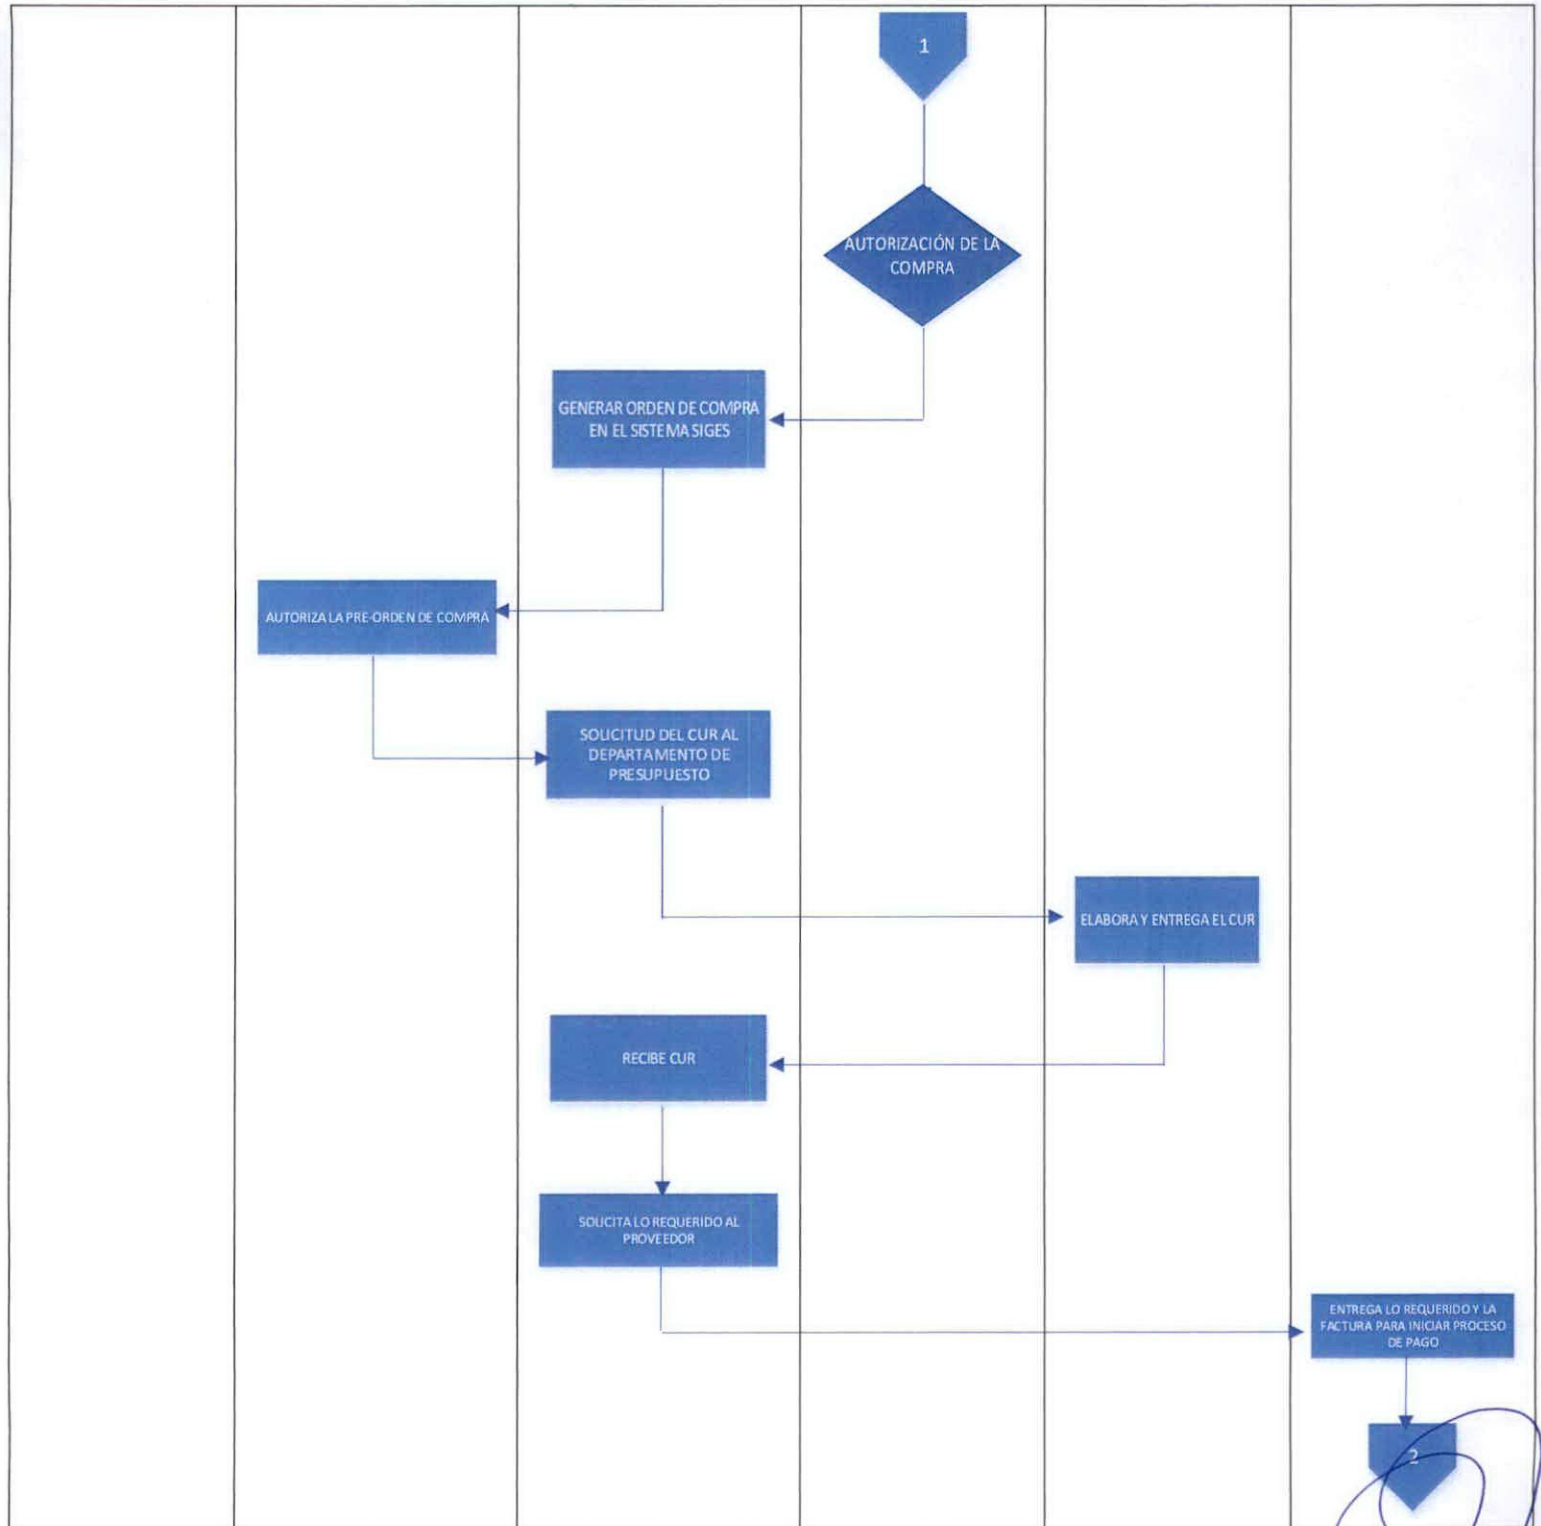 1
AUTORIZACIÓN DE LA
COMPRA
GENERAR ORDEN DE COMPRA
EN EL SISTEMA SIGES
AUTORIZA LA PRE-ORDEN DE COMPRA
SOLICITUD DEL CUR AL
DEPARTAMENTO DE
PRESUPUESTO
ELABORA Y ENTREGA EL CUR
RECIBE CUR
SOLICITA LO REQUERIDO AL
PROVEEDOR
ENTREGA LO REQUERIDO Y LA
FACTURA PARA INICIAR PROCESO
DE PAGO
2